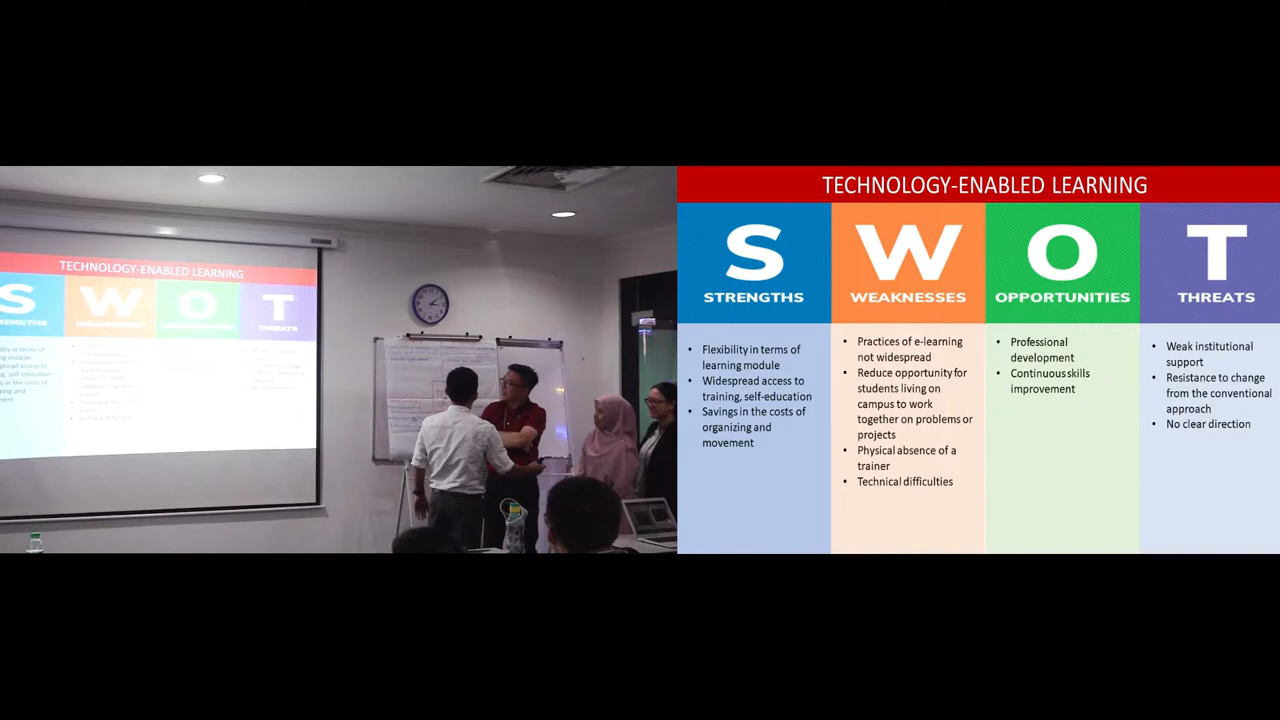 TECHNOLOGY-ENABLED LEARNING
S
W
O
T
THREATS
TECHNOLOGY-ENABLED LEARNING
S
STRENGTHS
• Flexibility in terms of
learning module
• Widespread access to
training, self-education
• Savings in the costs of
organizing and
movement
W
WEAKNESSES
• Practices of e-learning
not widespread
• Reduce opportunity for
students living on
campus to work
together on problems or
projects
• Physical absence of a
trainer
• Technical difficulties
O
OPPORTUNITIES
• Professional
development
• Continuous skills
improvement
T
THREATS
• Weak institutional
support
• Resistance to change
from the conventional
approach
• No clear direction